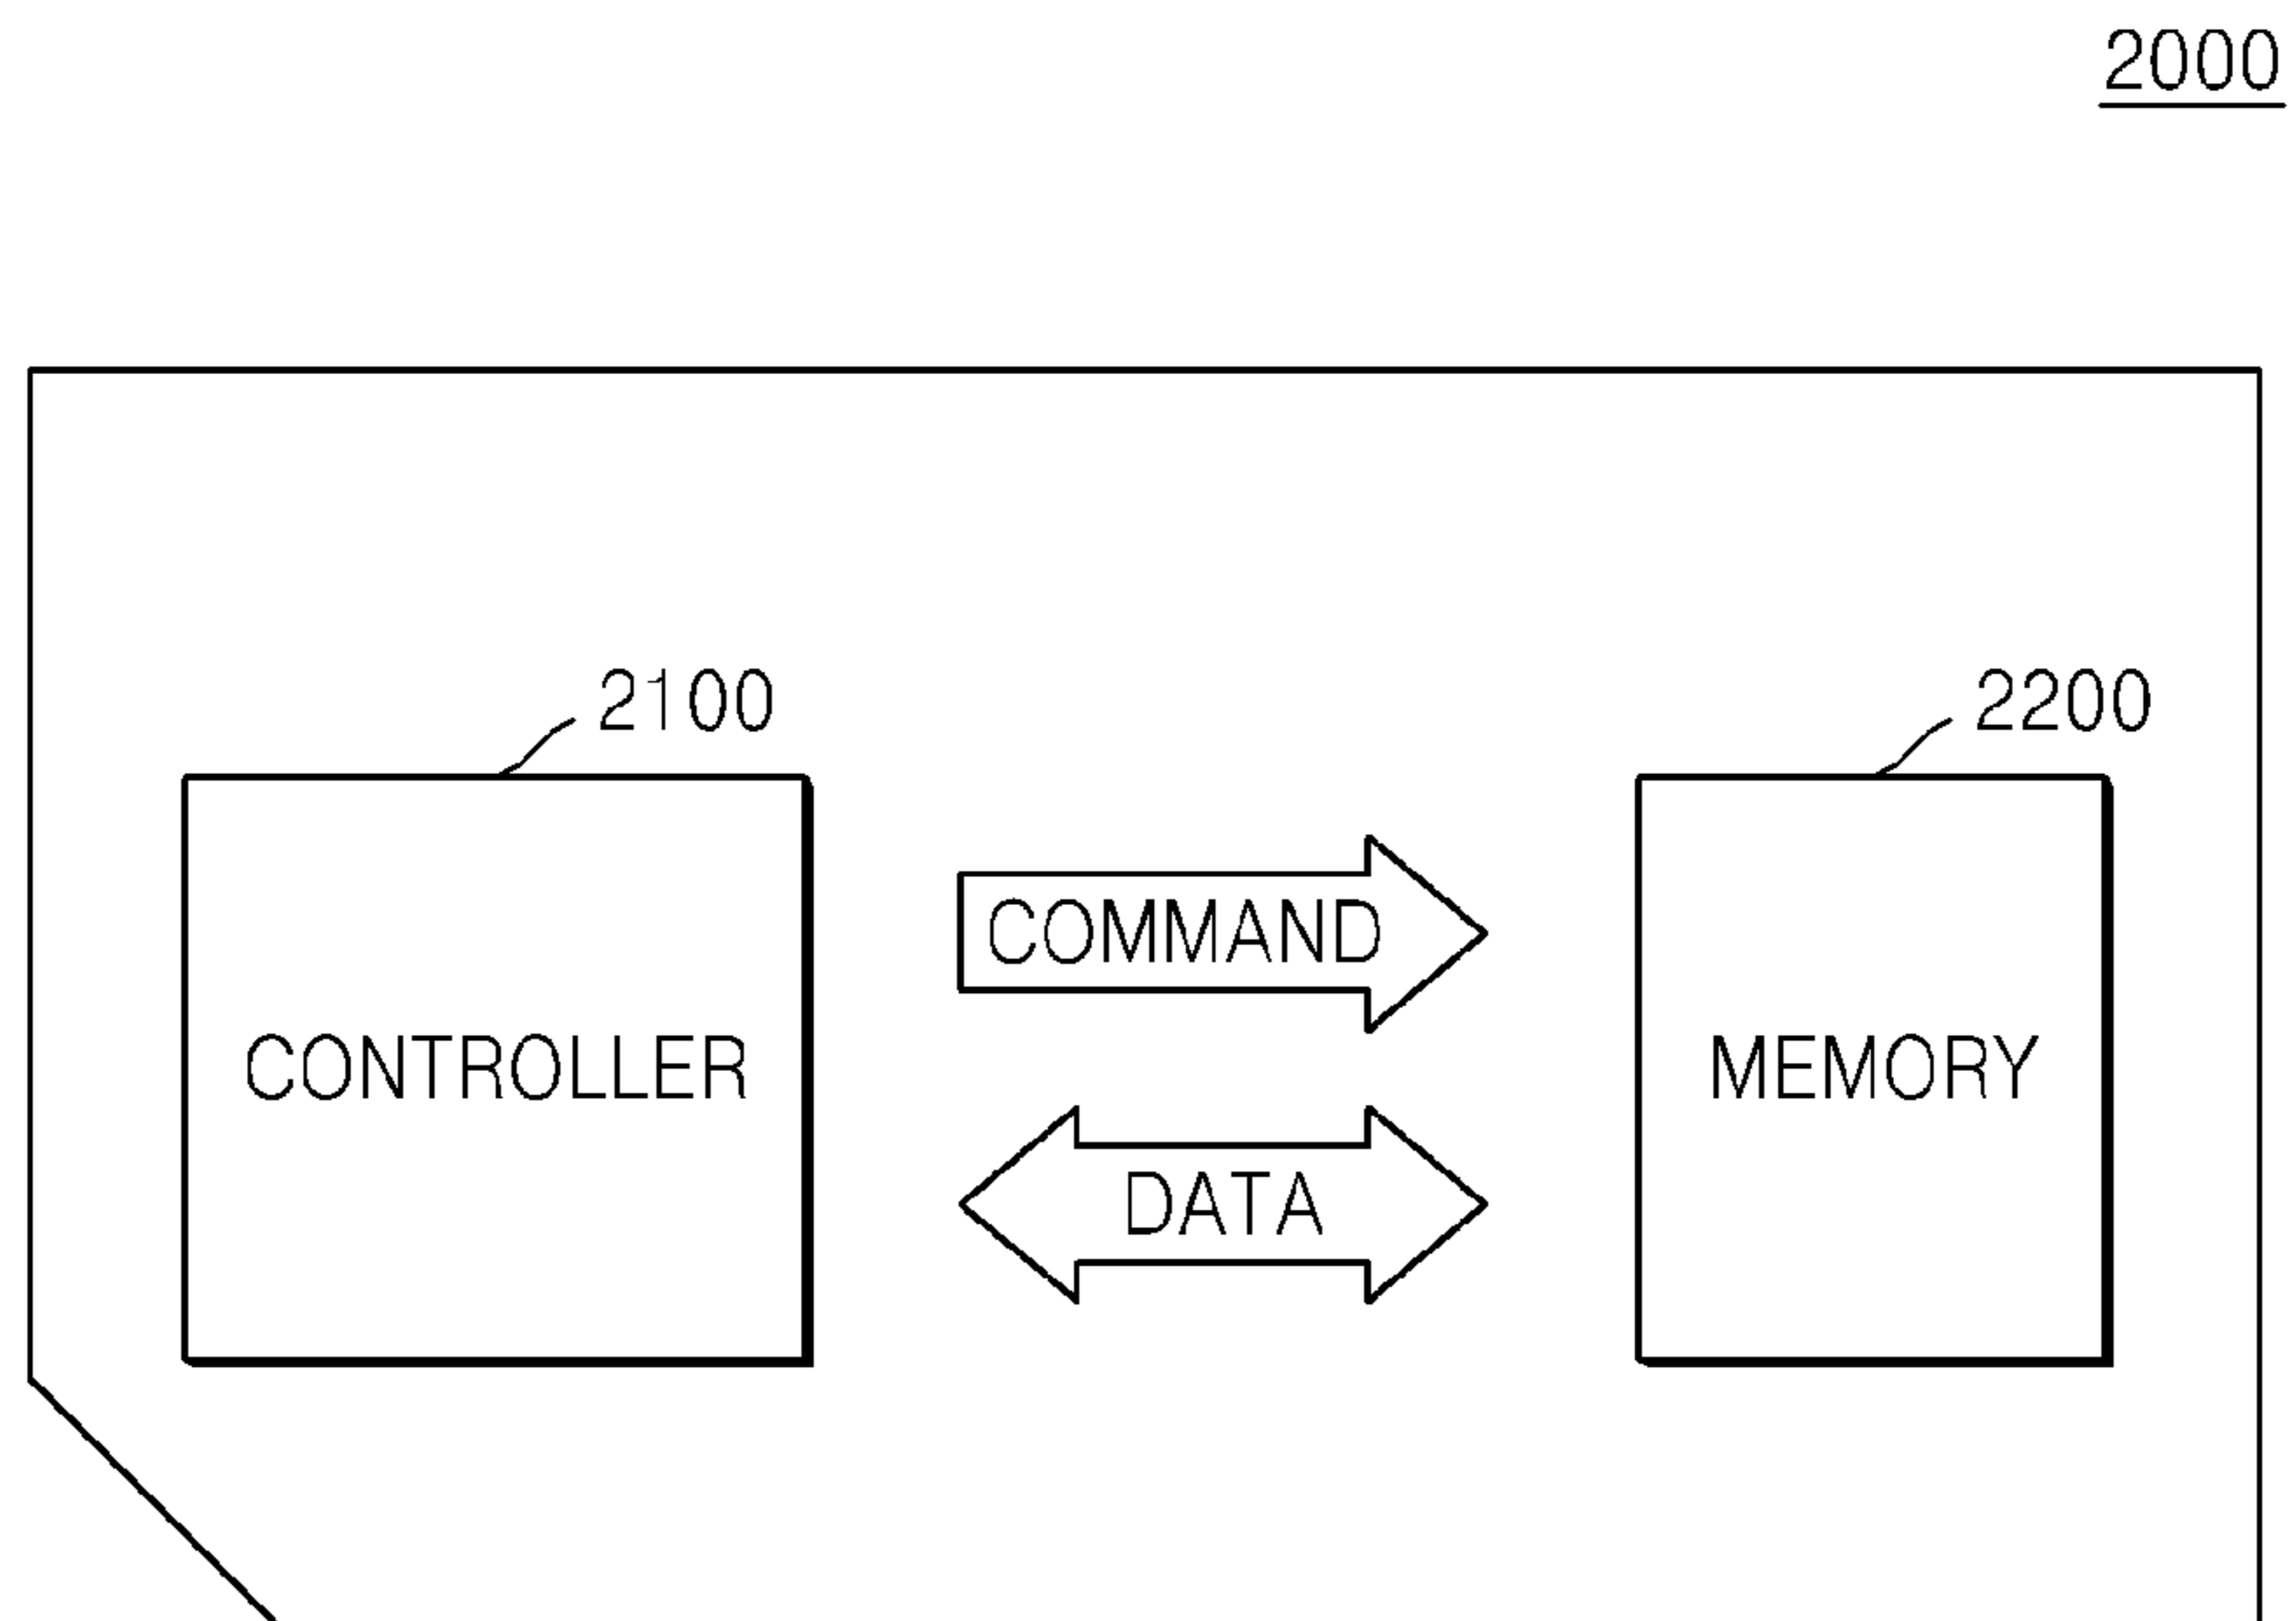 2000
2100
2200
COMMAND
CONTROLLER
MEMORY
DATA